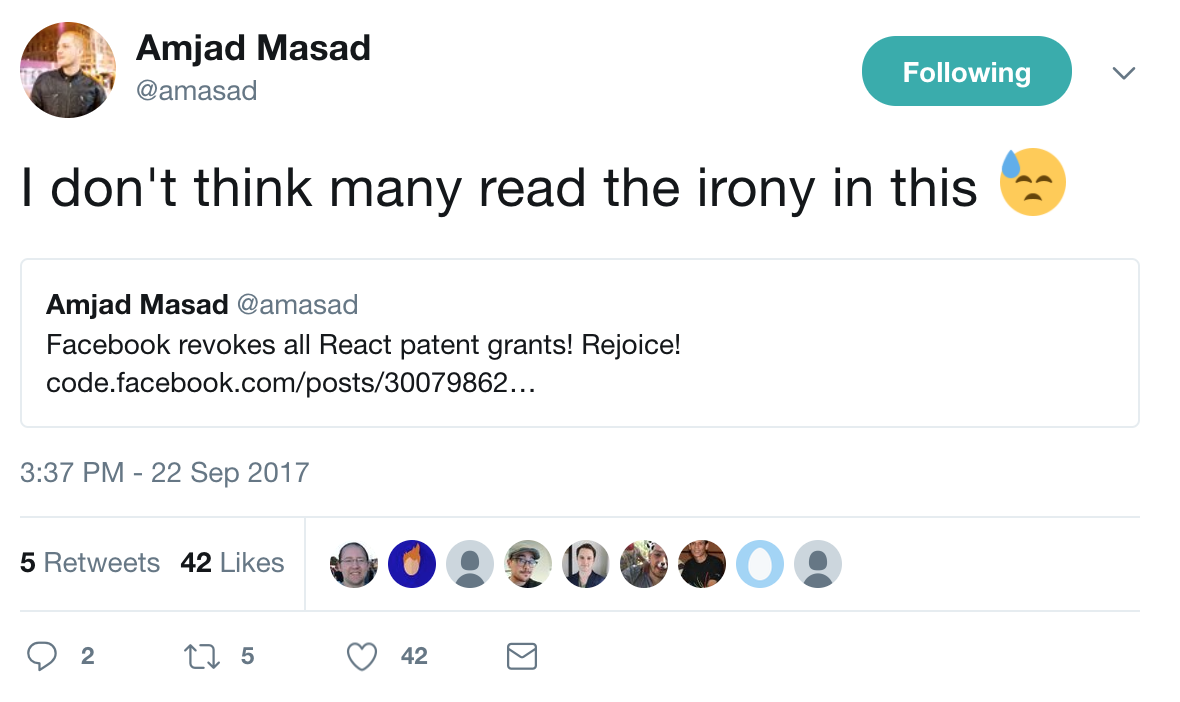 Amjad Masad
@amasad
Following
I don't think many read the irony in this 😓
Amjad Masad @amasad
Facebook revokes all React patent grants! Rejoice!
code.facebook.com/posts/30079862…
3:37 PM - 22 Sep 2017
5 Retweets 42 Likes
2 5 42